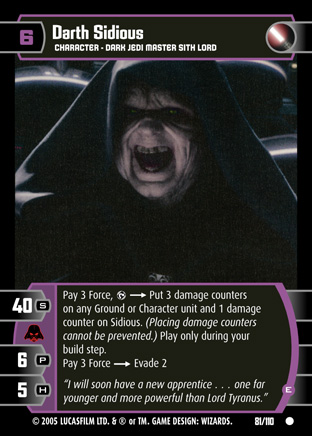 6
Darth Sidious
CHARACTER - DARK JEDI MASTER SITH LORD
40 S
6 P
5 H
Pay 3 Force, → Put 3 damage counters
on any Ground or Character unit and 1 damage
counter on Sidious. (Placing damage counters
cannot be prevented.) Play only during your
build step.
Pay 3 Force → Evade 2
“I will soon have a new apprentice . . . one far
younger and more powerful than Lord Tyranus.”
E
© 2005 LUCASFILM LTD. & ® or TM. GAME DESIGN: WIZARDS.
81/110